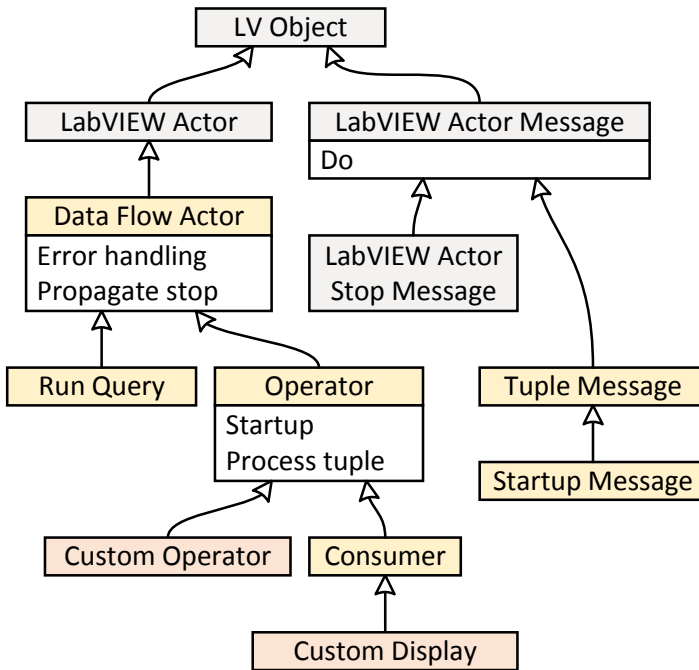 LV Object
LabVIEW Actor
LabVIEW Actor Message
Do
Data Flow Actor
Error handling
Propagate stop
LabVIEW Actor
Stop Message
Run Query
Operator
Startup
Process tuple
Tuple Message
Startup Message
Custom Operator
Consumer
Custom Display